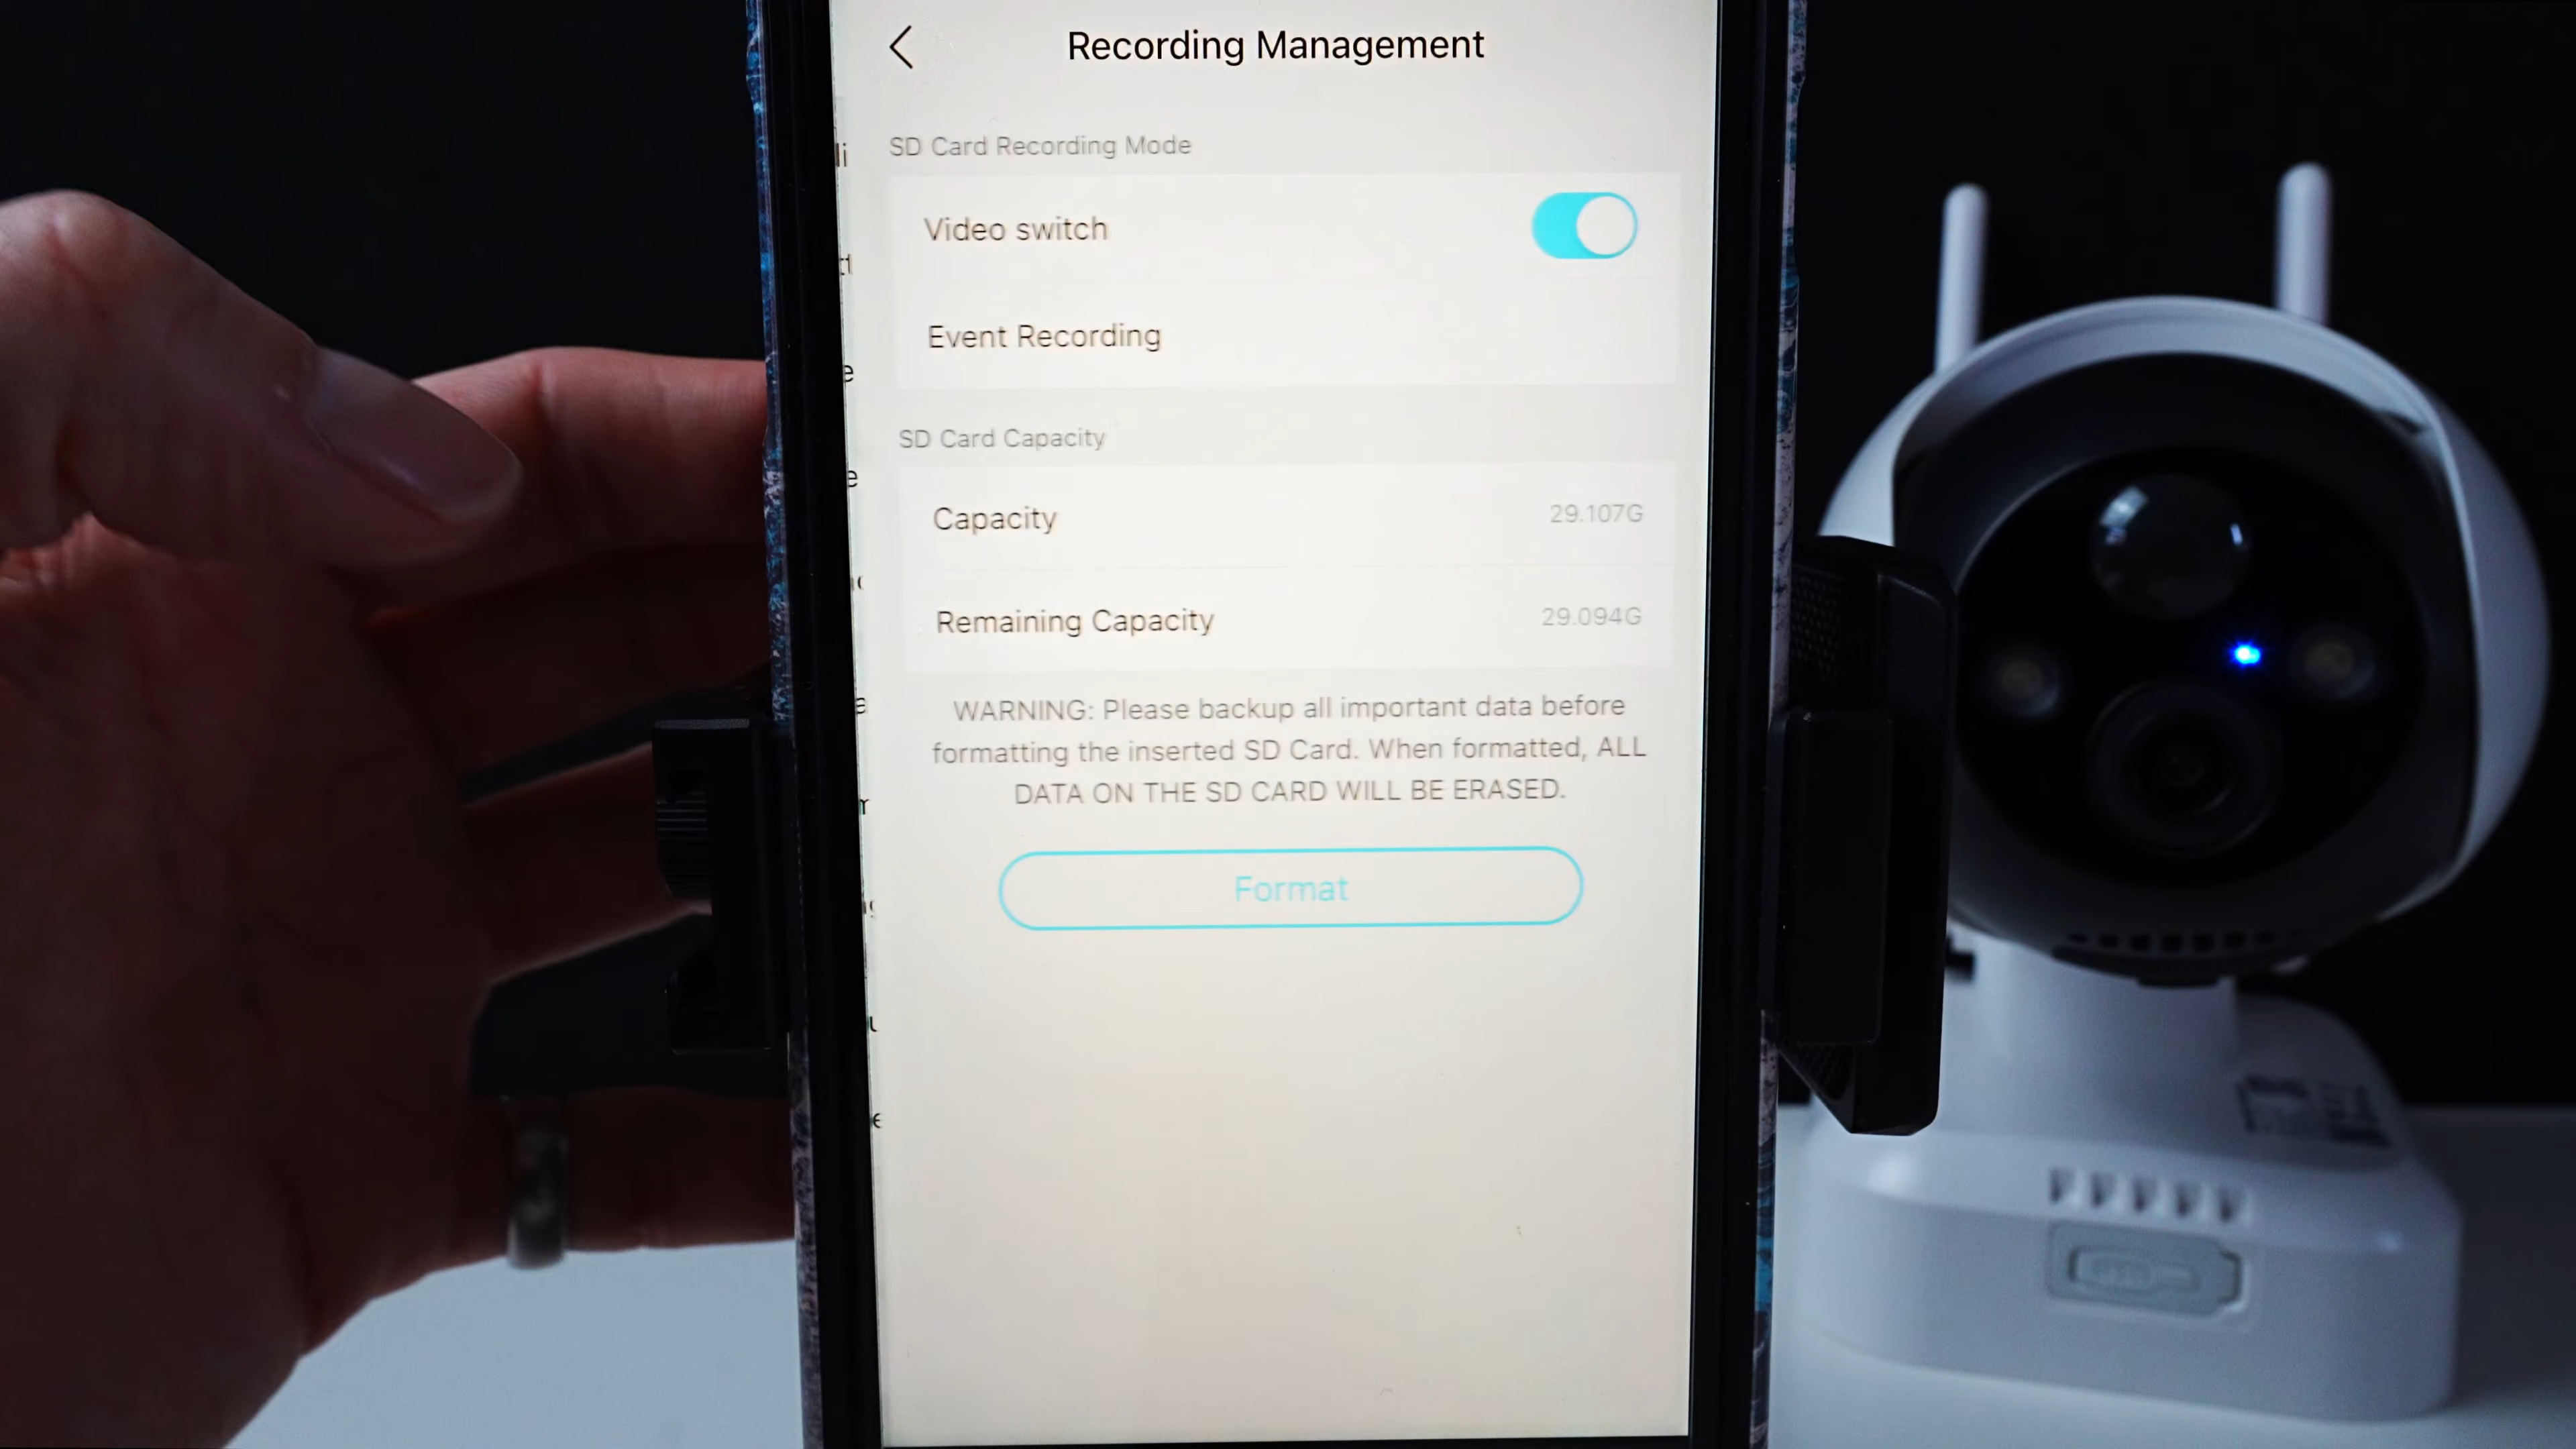 Recording Management
SD Card Recording Mode
Video switch
Event Recording
SD Card Capacity
Capacity 29.107G
Remaining Capacity 29.094G
WARNING: Please backup all important data before
formatting the inserted SD Card. When formatted, ALL
DATA ON THE SD CARD WILL BE ERASED.
Format